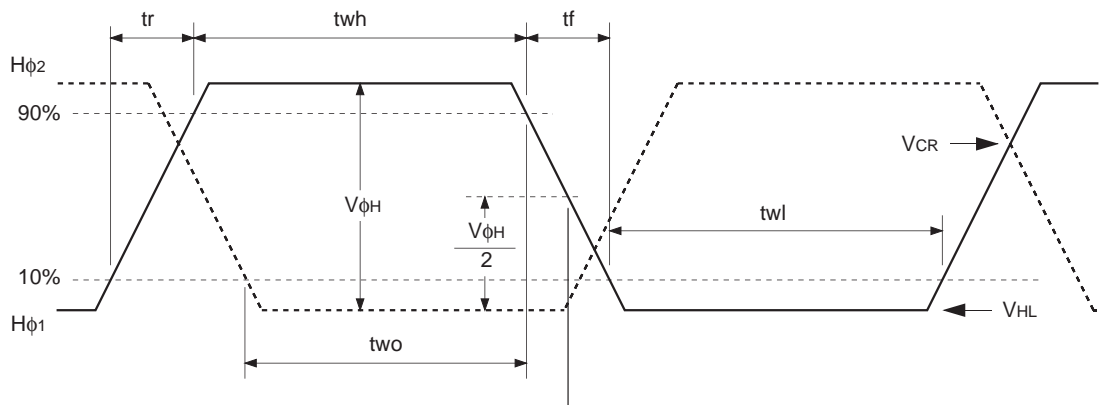 tr
twh
tf
Hφ2
90%
VCR
VφH
VφH
2
twl
10%
VHL
Hφ1
two